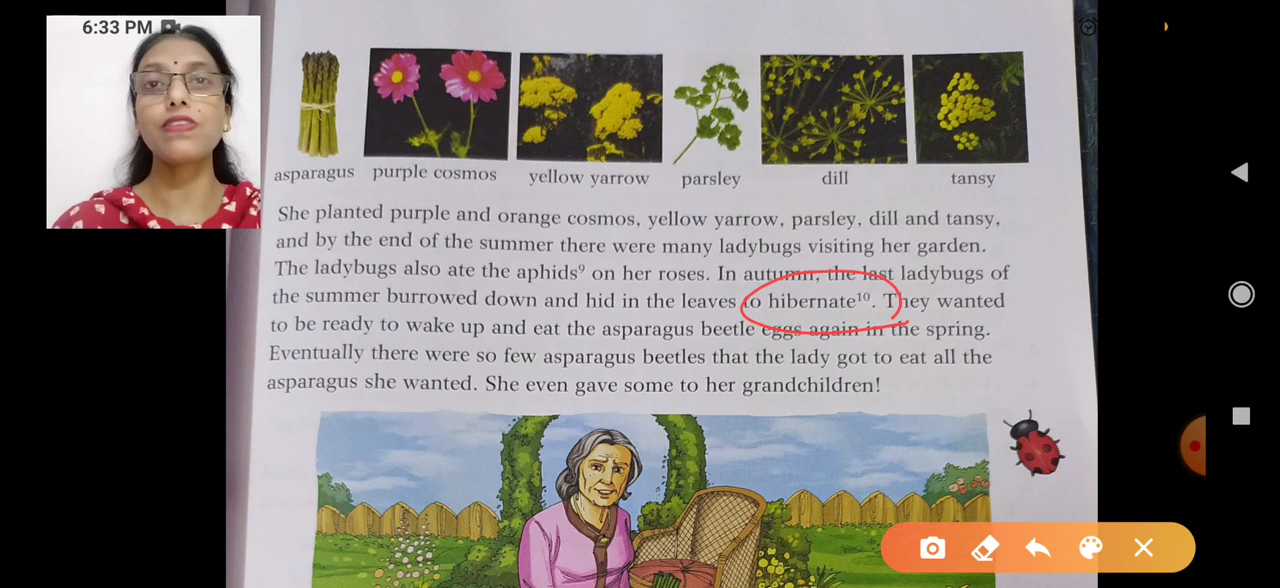 6:33 PM
asparagus purple cosmos yellow yarrow parsley dill tansy
She planted purple and orange cosmos, yellow yarrow, parsley, dill and tansy,
and by the end of the summer there were many ladybugs visiting her garden.
The ladybugs also ate the aphids⁹ on her roses. In autumn, the last ladybugs of
the summer burrowed down and hid in the leaves to hibernate¹⁰. They wanted
to be ready to wake up and eat the asparagus beetle eggs again in the spring.
Eventually there were so few asparagus beetles that the lady got to eat all the
asparagus she wanted. She even gave some to her grandchildren!